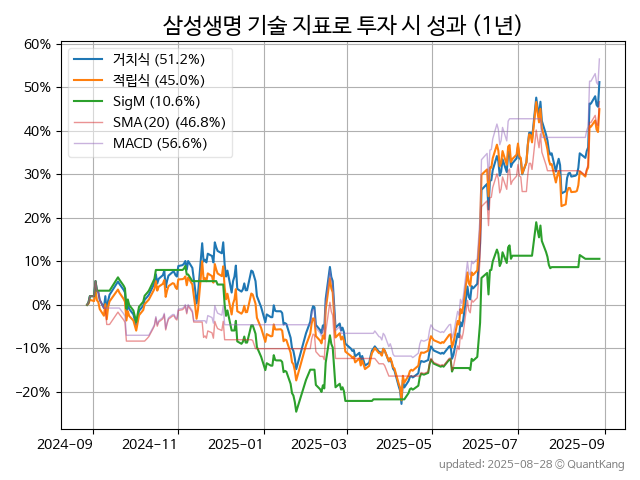 삼성생명 기술 지표로 투자 시 성과 (1년)
거치식 (51.2%)
적립식 (45.0%)
SigM (10.6%)
SMA(20) (46.8%)
MACD (56.6%)
60%
50%
40%
30%
20%
10%
0%
−10%
−20%
2024-09 2024-11 2025-01 2025-03 2025-05 2025-07 2025-09
updated: 2025-08-28 © QuantKang